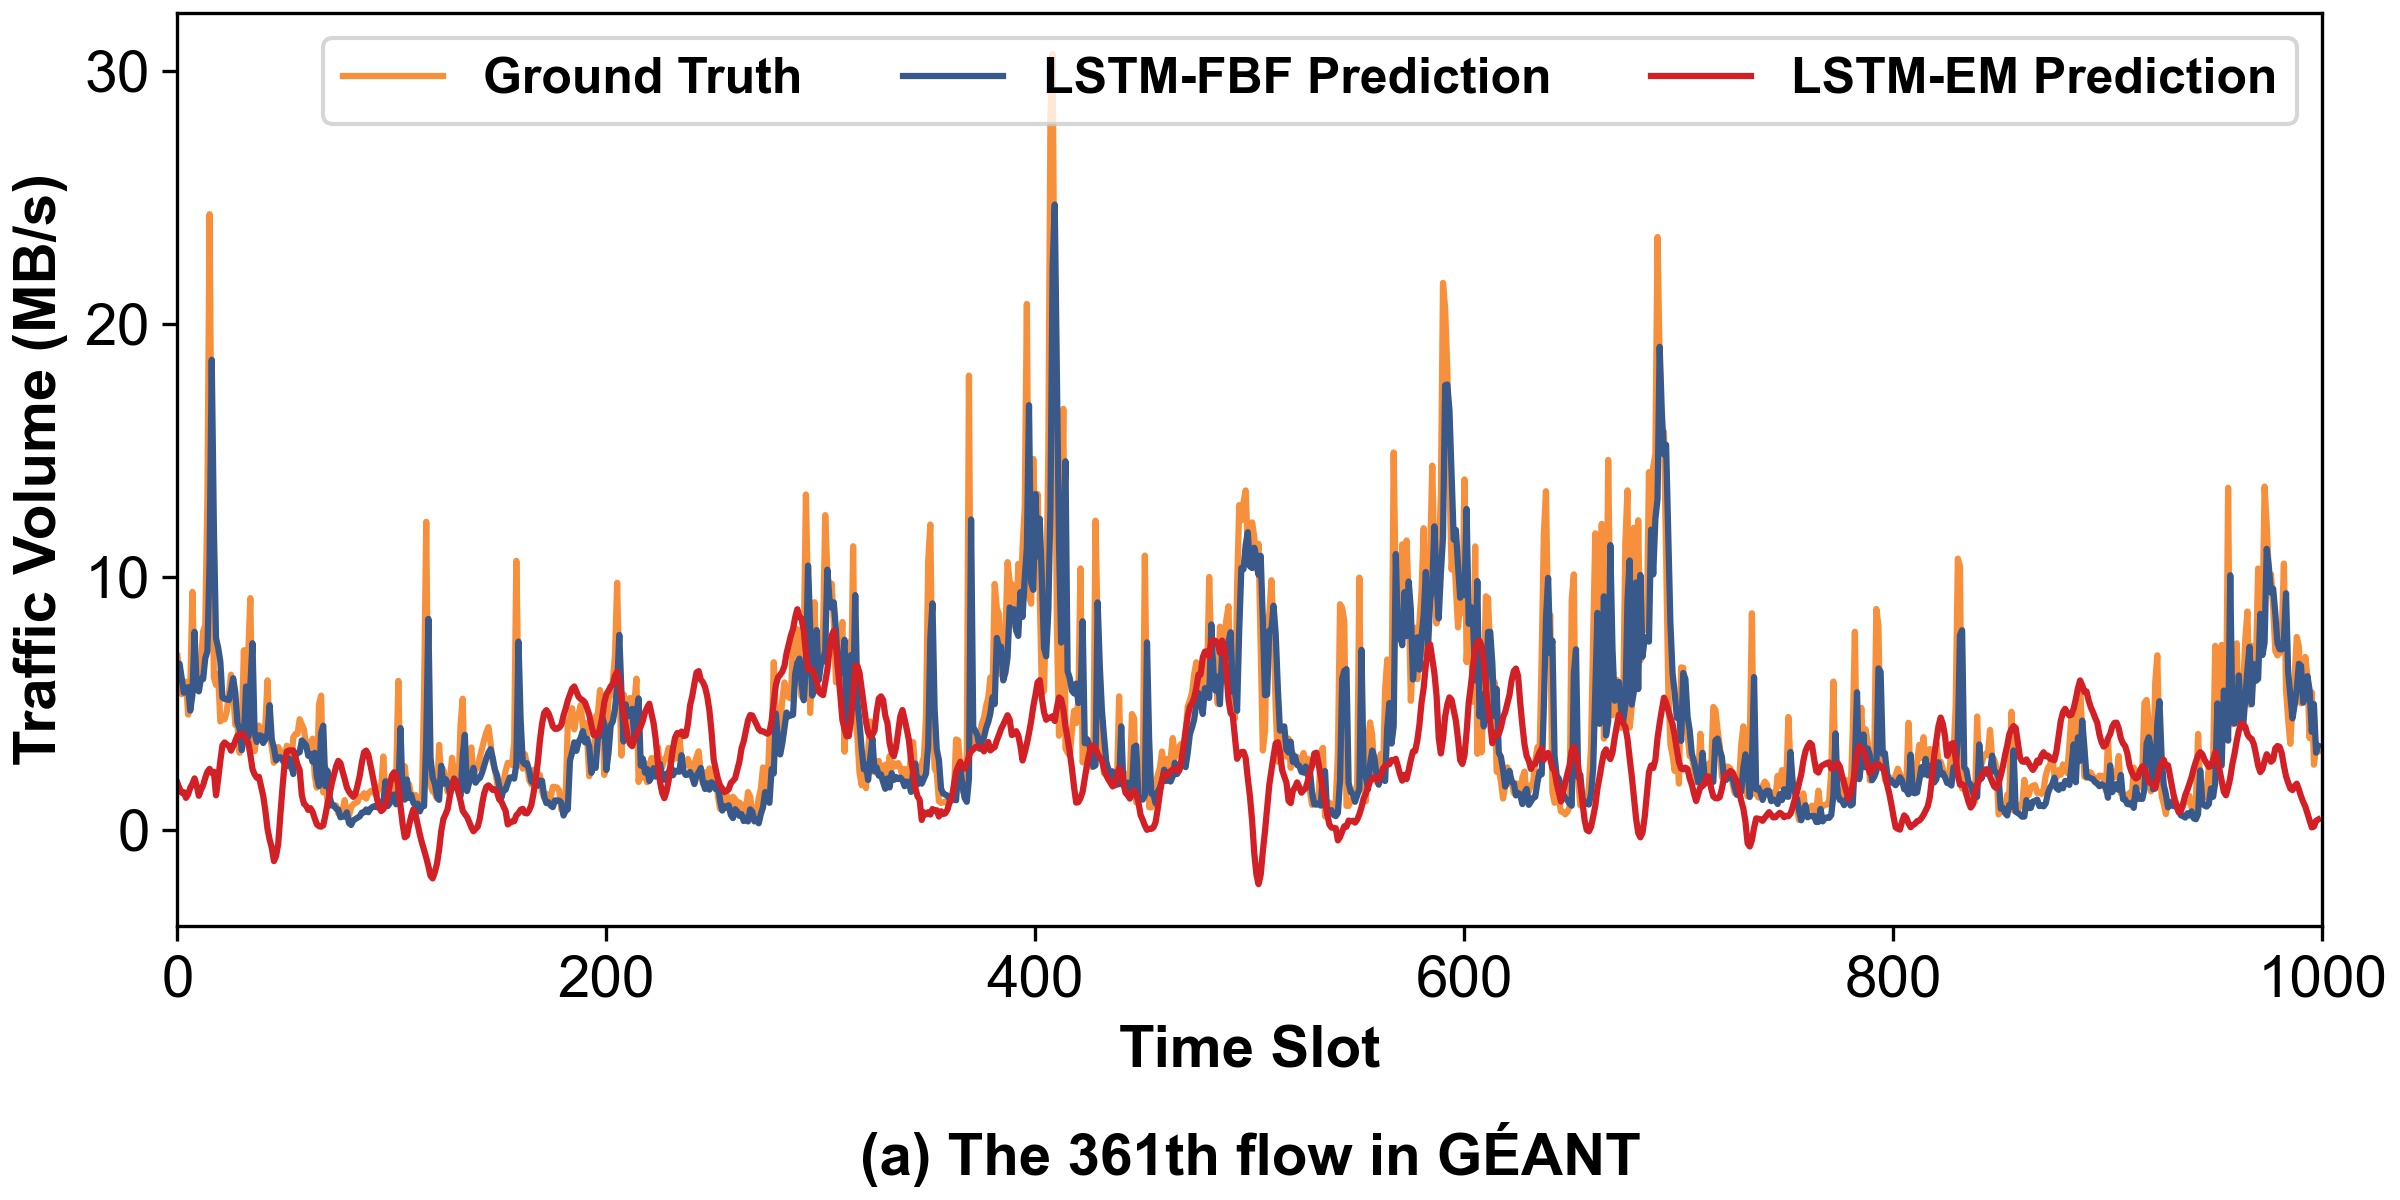 Ground Truth LSTM-FBF Prediction LSTM-EM Prediction
Traffic Volume (MB/s)
30
20
10
0
0 200 400 600 800 1000
Time Slot
(a) The 361th flow in GÉANT